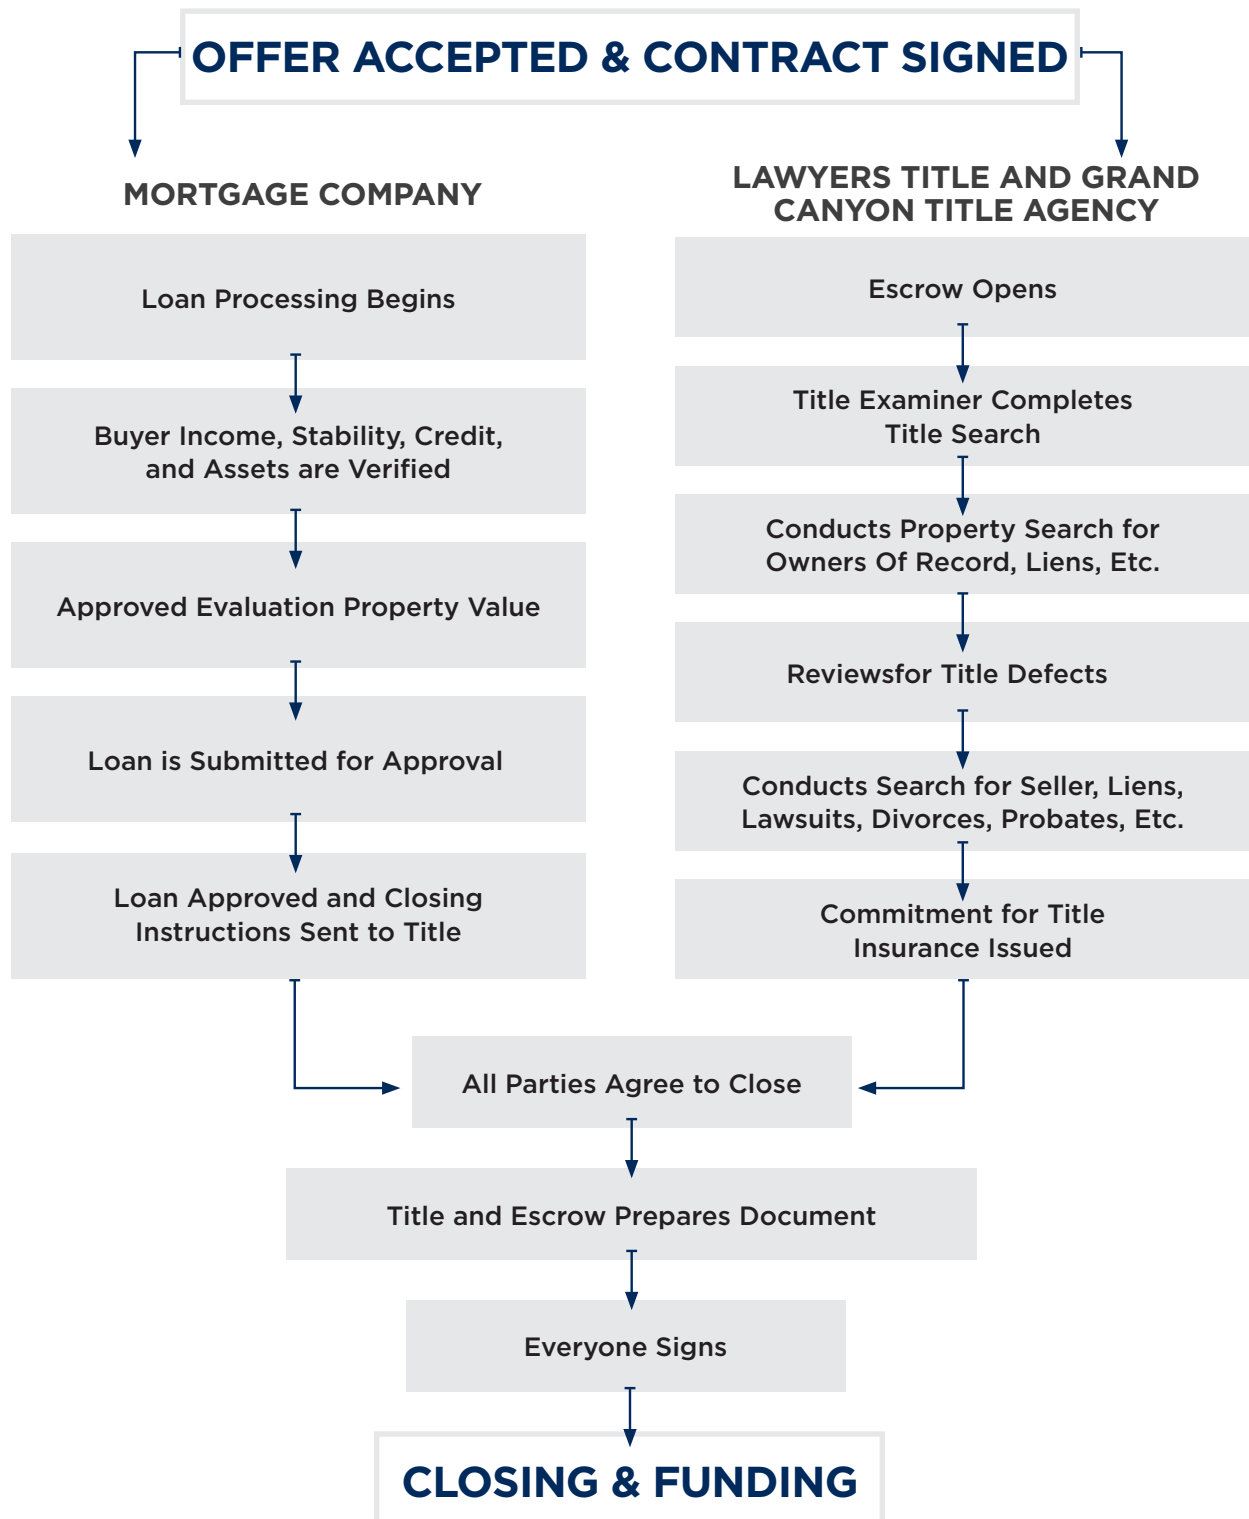 OFFER ACCEPTED & CONTRACT SIGNED
MORTGAGE COMPANY
Loan Processing Begins
Buyer Income, Stability, Credit,
and Assets are Verified
Approved Evaluation Property Value
Loan is Submitted for Approval
Loan Approved and Closing
Instructions Sent to Title
LAWYERS TITLE AND GRAND
CANYON TITLE AGENCY
Escrow Opens
Title Examiner Completes
Title Search
Conducts Property Search for
Owners Of Record, Liens, Etc.
Reviewsfor Title Defects
Conducts Search for Seller, Liens,
Lawsuits, Divorces, Probates, Etc.
Commitment for Title
Insurance Issued
All Parties Agree to Close
Title and Escrow Prepares Document
Everyone Signs
CLOSING & FUNDING